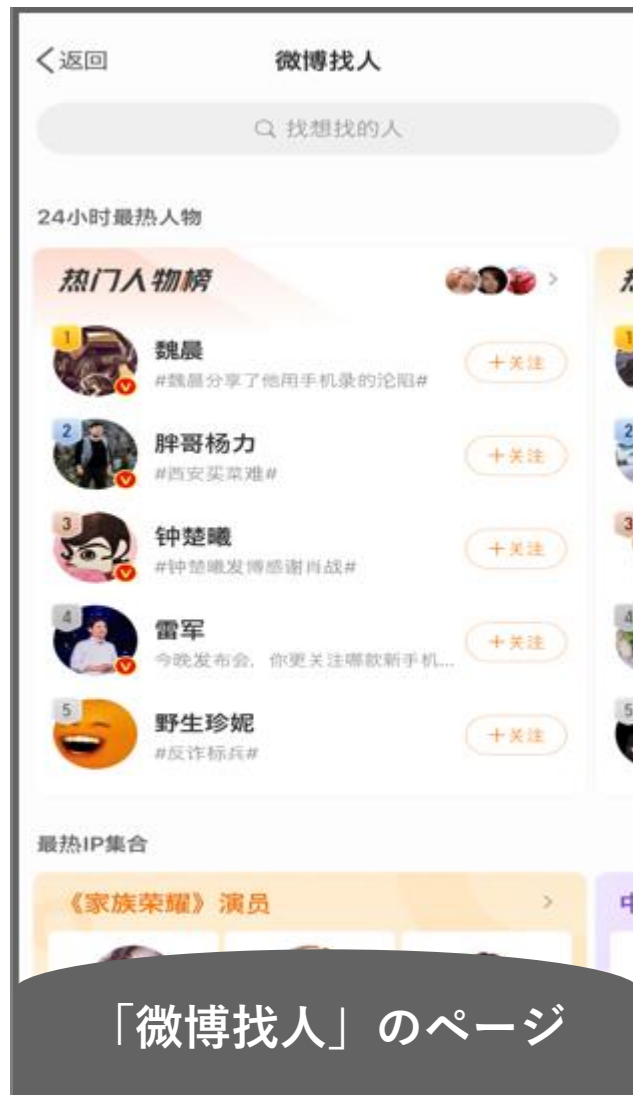 返回
微博找人
找想找的人
24小时最热人物
热门人物榜
1
魏晨
#魏晨分享了他用手机录的沦陷#
+关注
2
胖哥杨力
#西安买菜难#
+关注
3
钟楚曦
#钟楚曦发博感谢肖战#
+关注
4
雷军
今晚发布会，你更关注哪款新手机...
+关注
5
野生珍妮
#反诈标兵#
+关注
最热IP集合
《家族荣耀》演员
「微博找人」のページ